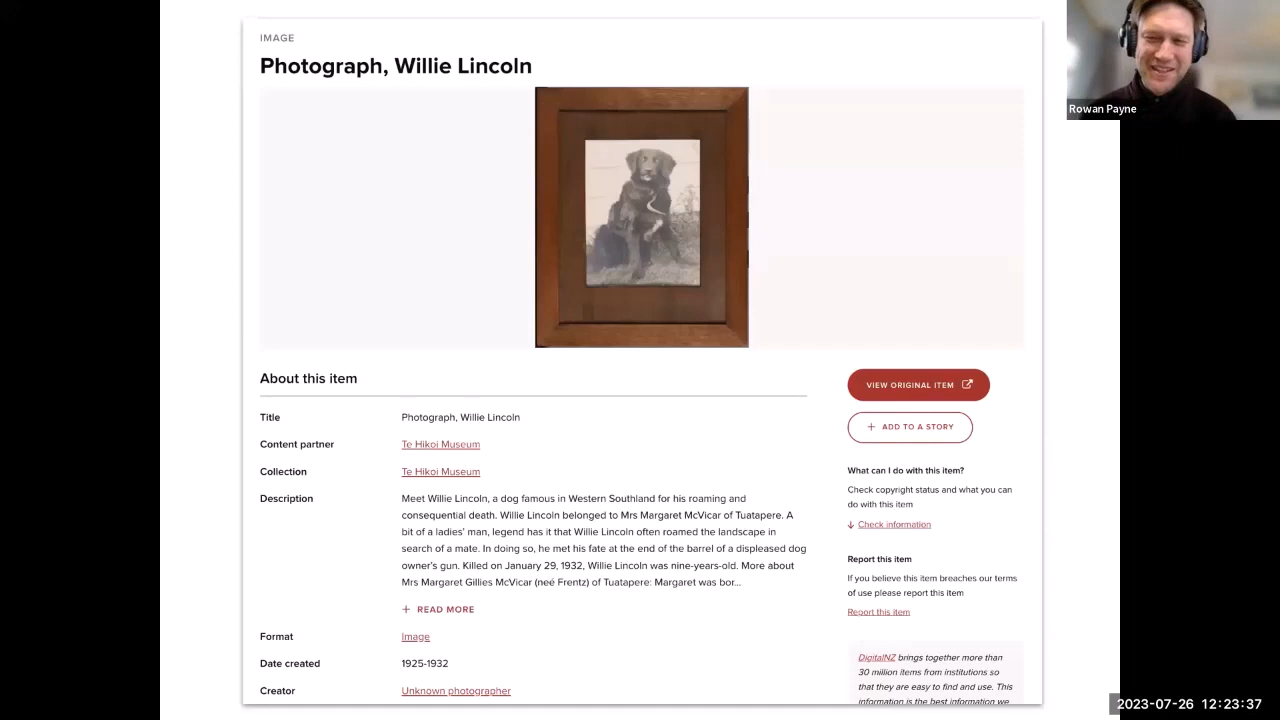 IMAGE
Photograph, Willie Lincoln
Rowan Payne
About this item
Title
Photograph, Willie Lincoln
Content partner
Te Hikoi Museum
Collection
Te Hikoi Museum
Description
Meet Willie Lincoln, a dog famous in Western Southland for his roaming and
consequential death. Willie Lincoln belonged to Mrs Margaret McVicar of Tuatapere. A
bit of a ladies' man, legend has it that Willie Lincoln often roamed the landscape in
search of a mate. In doing so, he met his fate at the end of the barrel of a displeased dog
owner's gun. Killed on January 29, 1932, Willie Lincoln was nine-years-old. More about
Mrs Margaret Gillies McVicar (neé Frentz) of Tuatapere: Margaret was bor...
+ READ MORE
Format
Image
Date created
1925-1932
Creator
Unknown photographer
VIEW ORIGINAL ITEM
+ ADD TO A STORY
What can I do with this item?
Check copyright status and what you can
do with this item
↓ Check information
Report this item
If you believe this item breaches our terms
of use please report this item
Report this item
DigitalNZ brings together more than
30 million items from institutions so
that they are easy to find and use. This
information is the best information we
2023-07-26 12:23:37